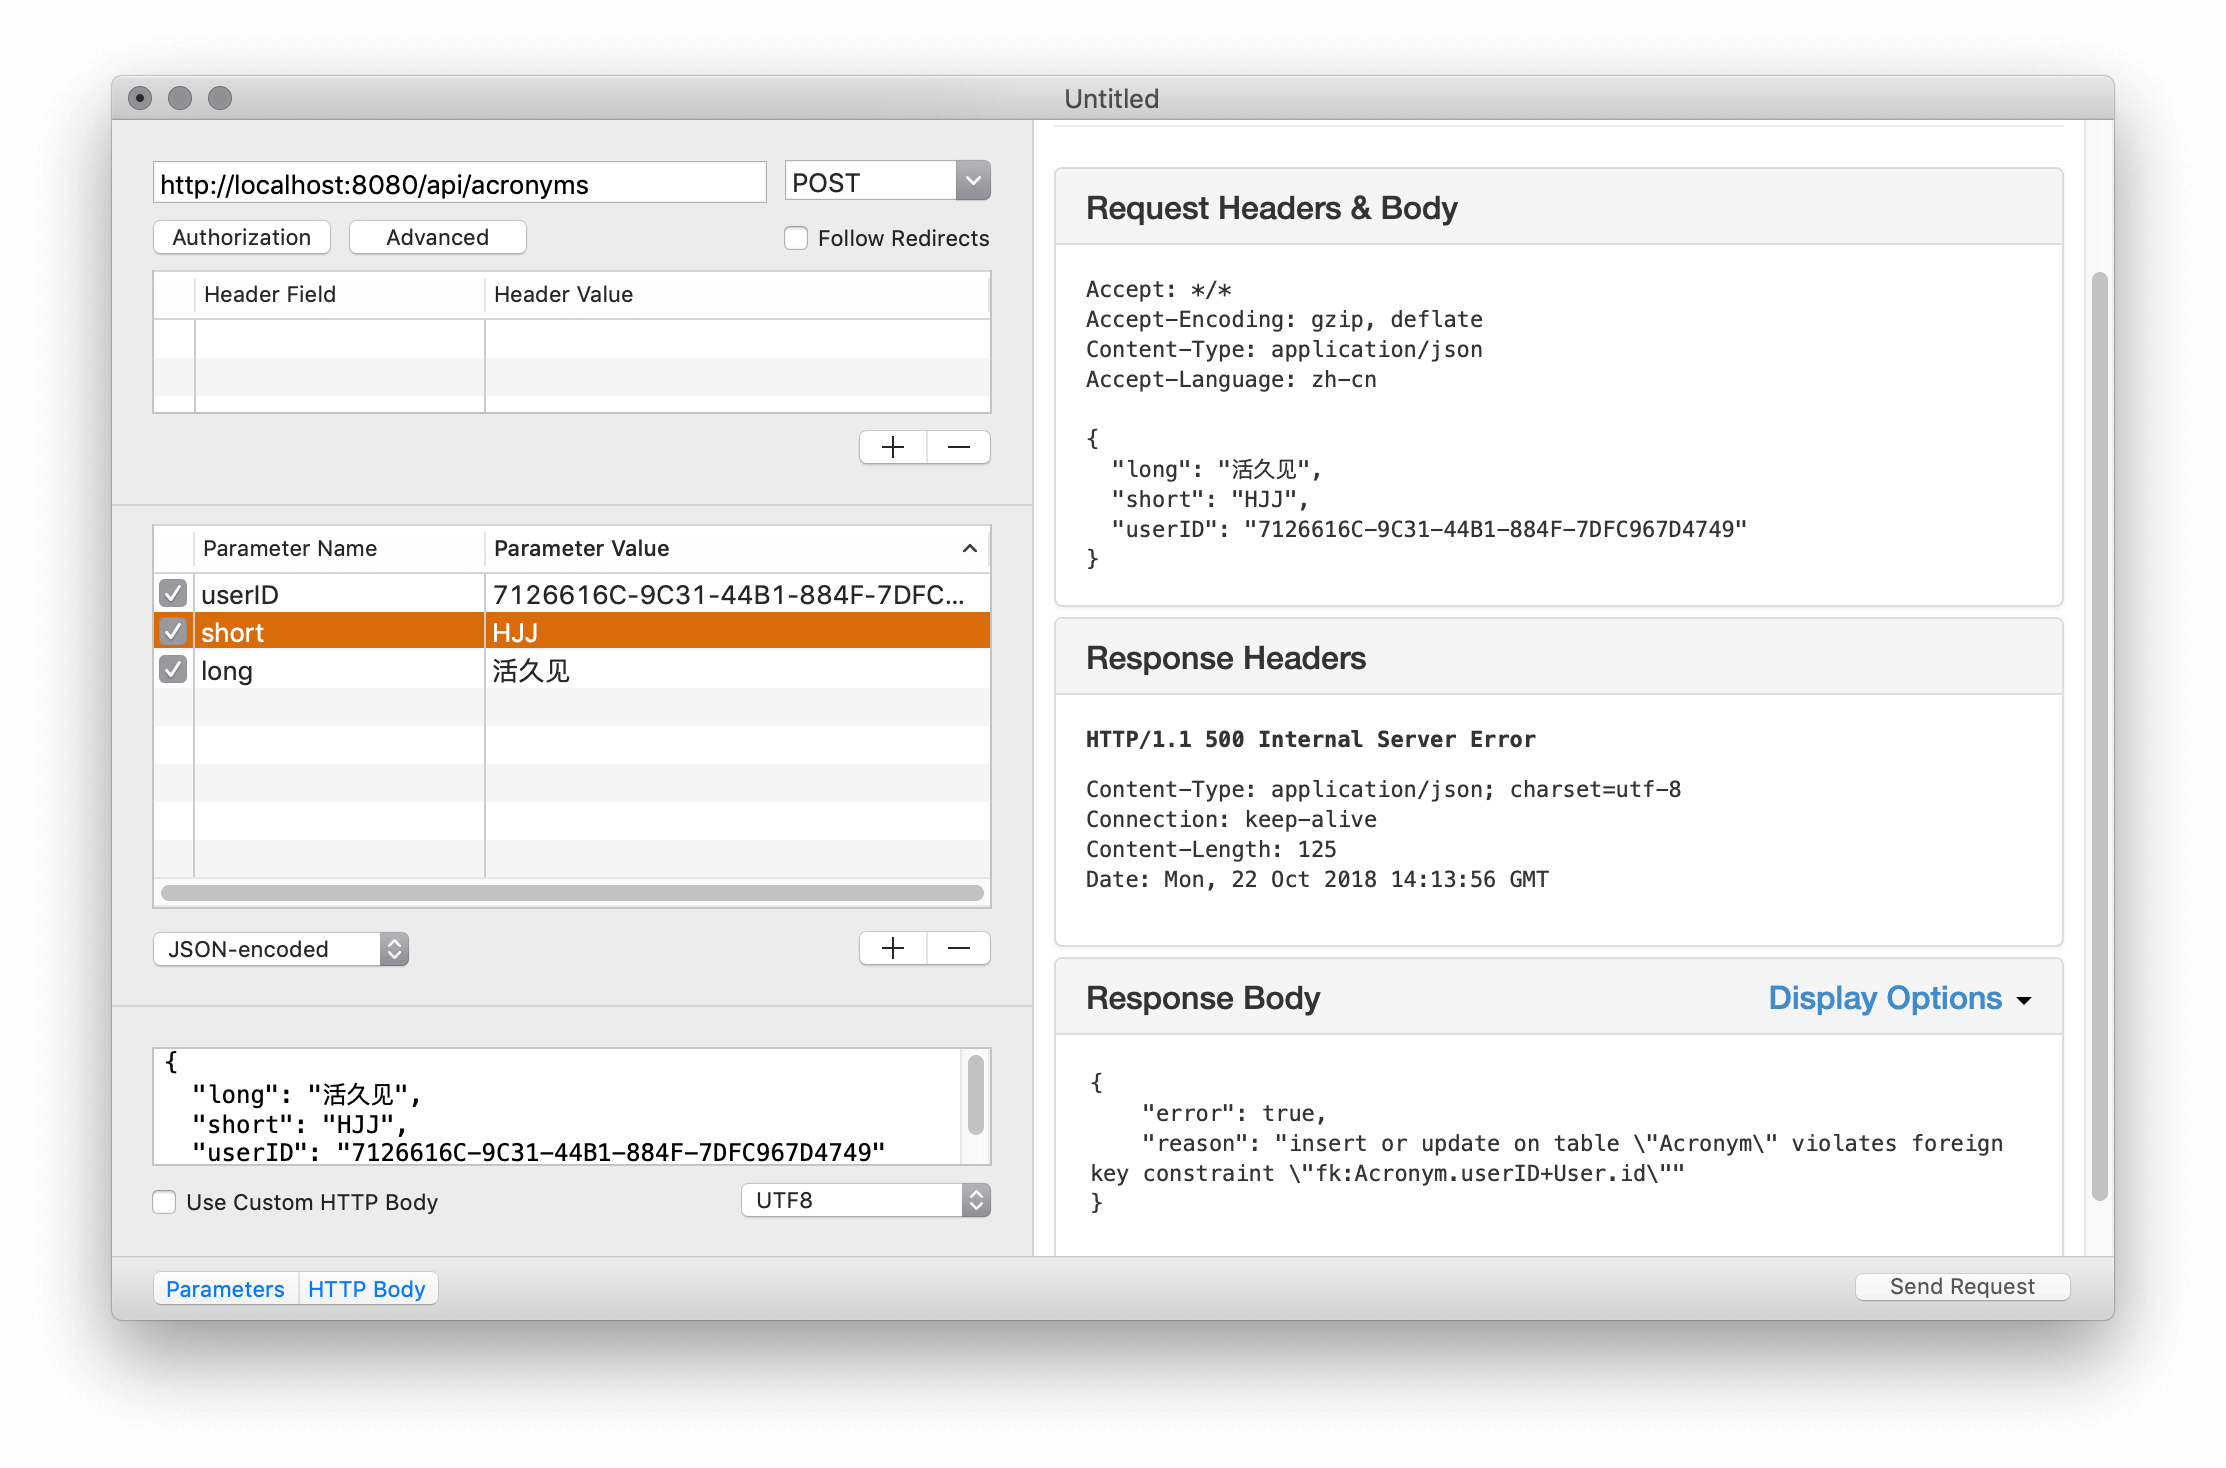 Untitled
http://localhost:8080/api/acronyms
POST
Authorization
Advanced
Follow Redirects
Header Field
Header Value
Parameter Name
Parameter Value
userID
7126616C-9C31-44B1-884F-7DFC...
short
HJJ
long
活久见
JSON-encoded
{
"long": "活久见",
"short": "HJJ",
"userID": "7126616C-9C31-44B1-884F-7DFC967D4749"
Use Custom HTTP Body
UTF8
Parameters
HTTP Body
Request Headers & Body
Accept: */*
Accept-Encoding: gzip, deflate
Content-Type: application/json
Accept-Language: zh-cn
{
"long": "活久见",
"short": "HJJ",
"userID": "7126616C-9C31-44B1-884F-7DFC967D4749"
}
Response Headers
HTTP/1.1 500 Internal Server Error
Content-Type: application/json; charset=utf-8
Connection: keep-alive
Content-Length: 125
Date: Mon, 22 Oct 2018 14:13:56 GMT
Response Body
Display Options
{
"error": true,
"reason": "insert or update on table \"Acronym\" violates foreign
key constraint \"fk:Acronym.userID+User.id\""
}
Send Request